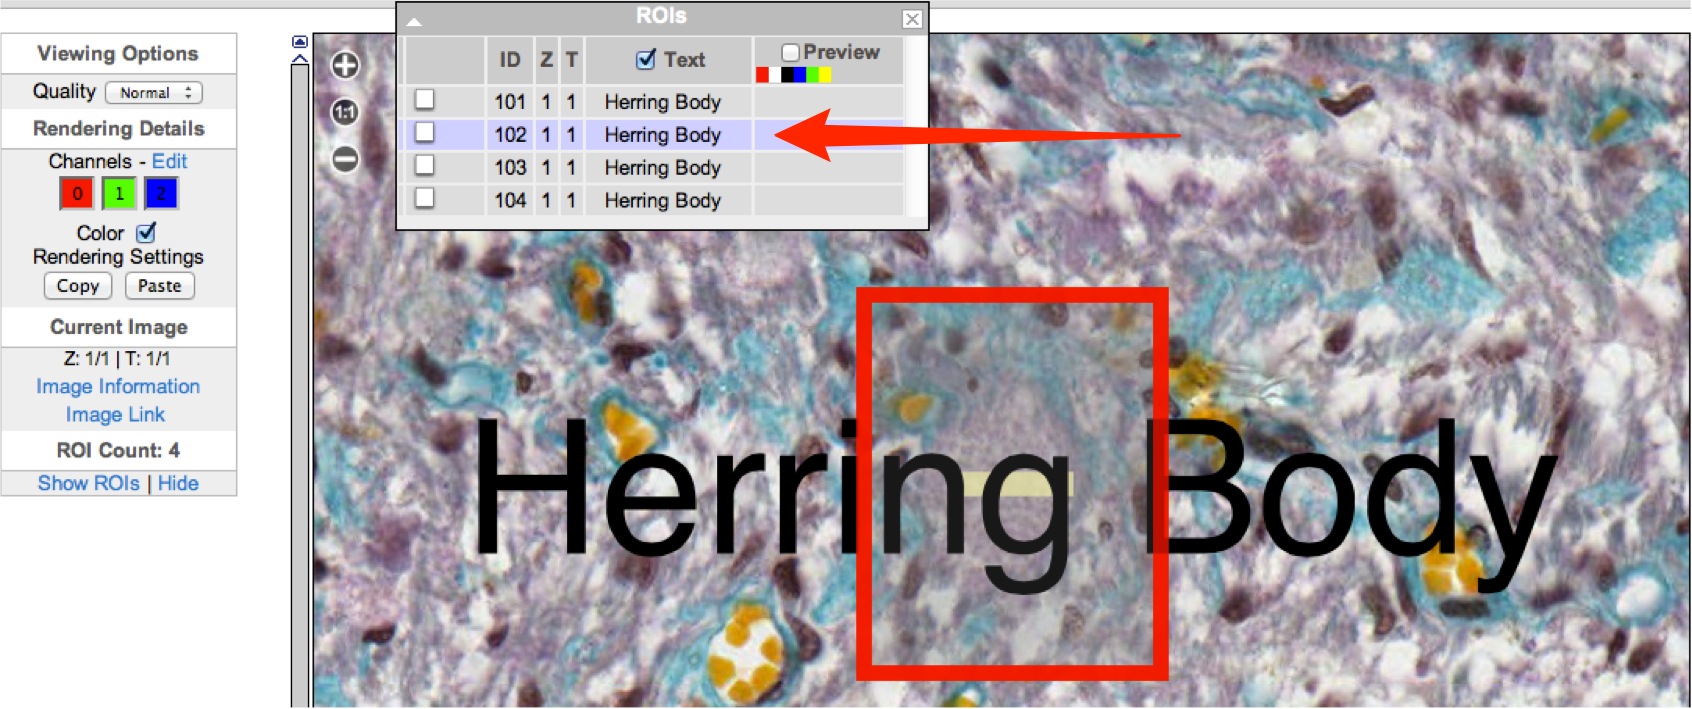 Viewing Options
Quality Normal
Rendering Details
Channels - Edit
0 1 2
Color
Rendering Settings
Copy Paste
Current Image
Z: 1/1 | T: 1/1
Image Information
Image Link
ROI Count: 4
Show ROIs | Hide
1:1
ROIs
ID Z T Text Preview
101 1 1 Herring Body
102 1 1 Herring Body
103 1 1 Herring Body
104 1 1 Herring Body
Herring Body